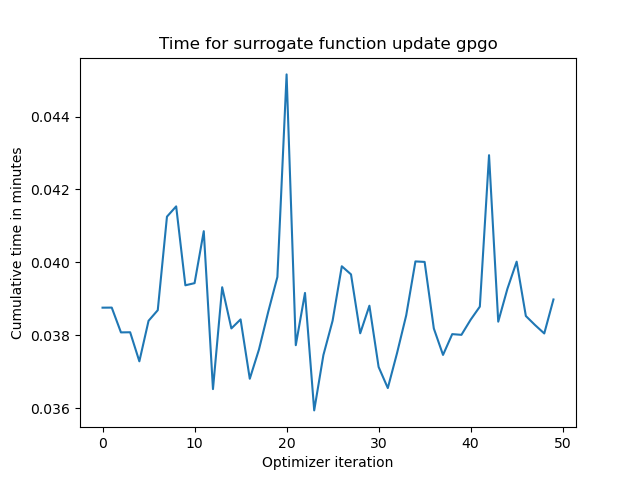 Time for surrogate function update gpgo
Cumulative time in minutes
0.044
0.042
0.040
0.038
0.036
0 10 20 30 40 50
Optimizer iteration